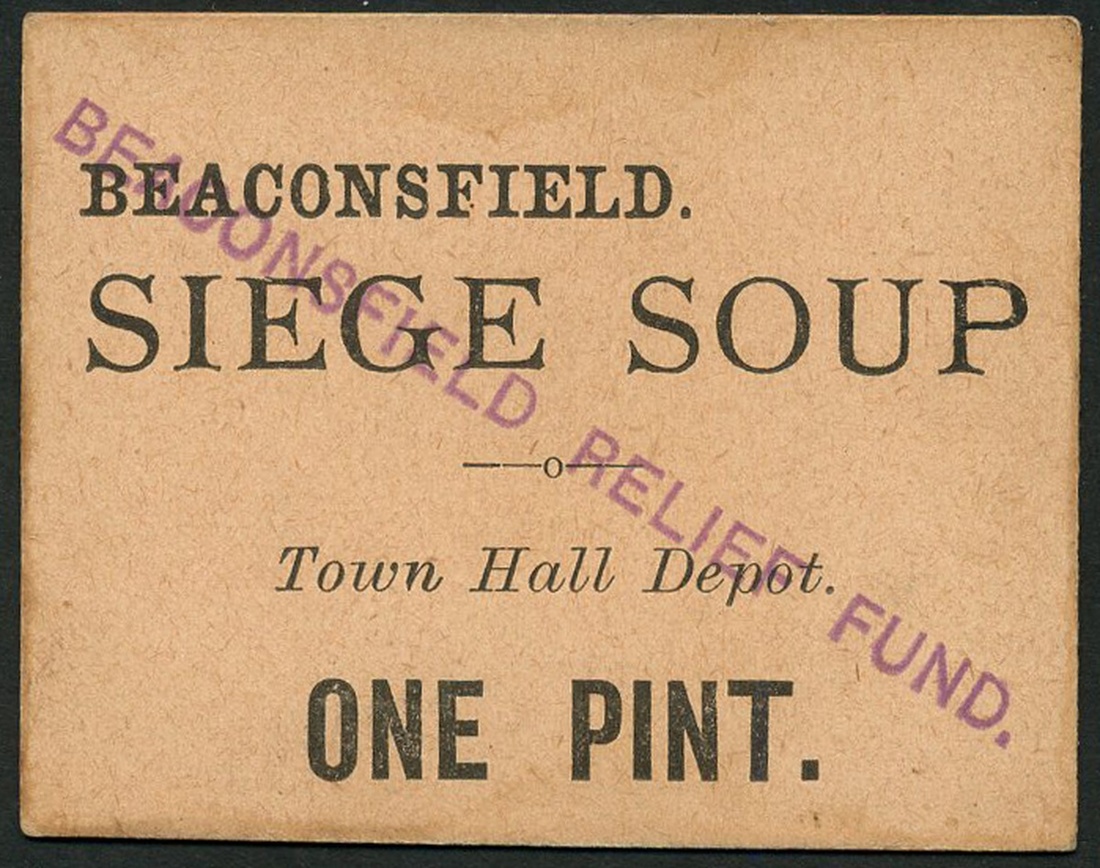 BEACONSFIELD.
SIEGE SOUP
—o—
Town Hall Depot.
ONE PINT.
BEACONSFIELD RELIEF FUND.